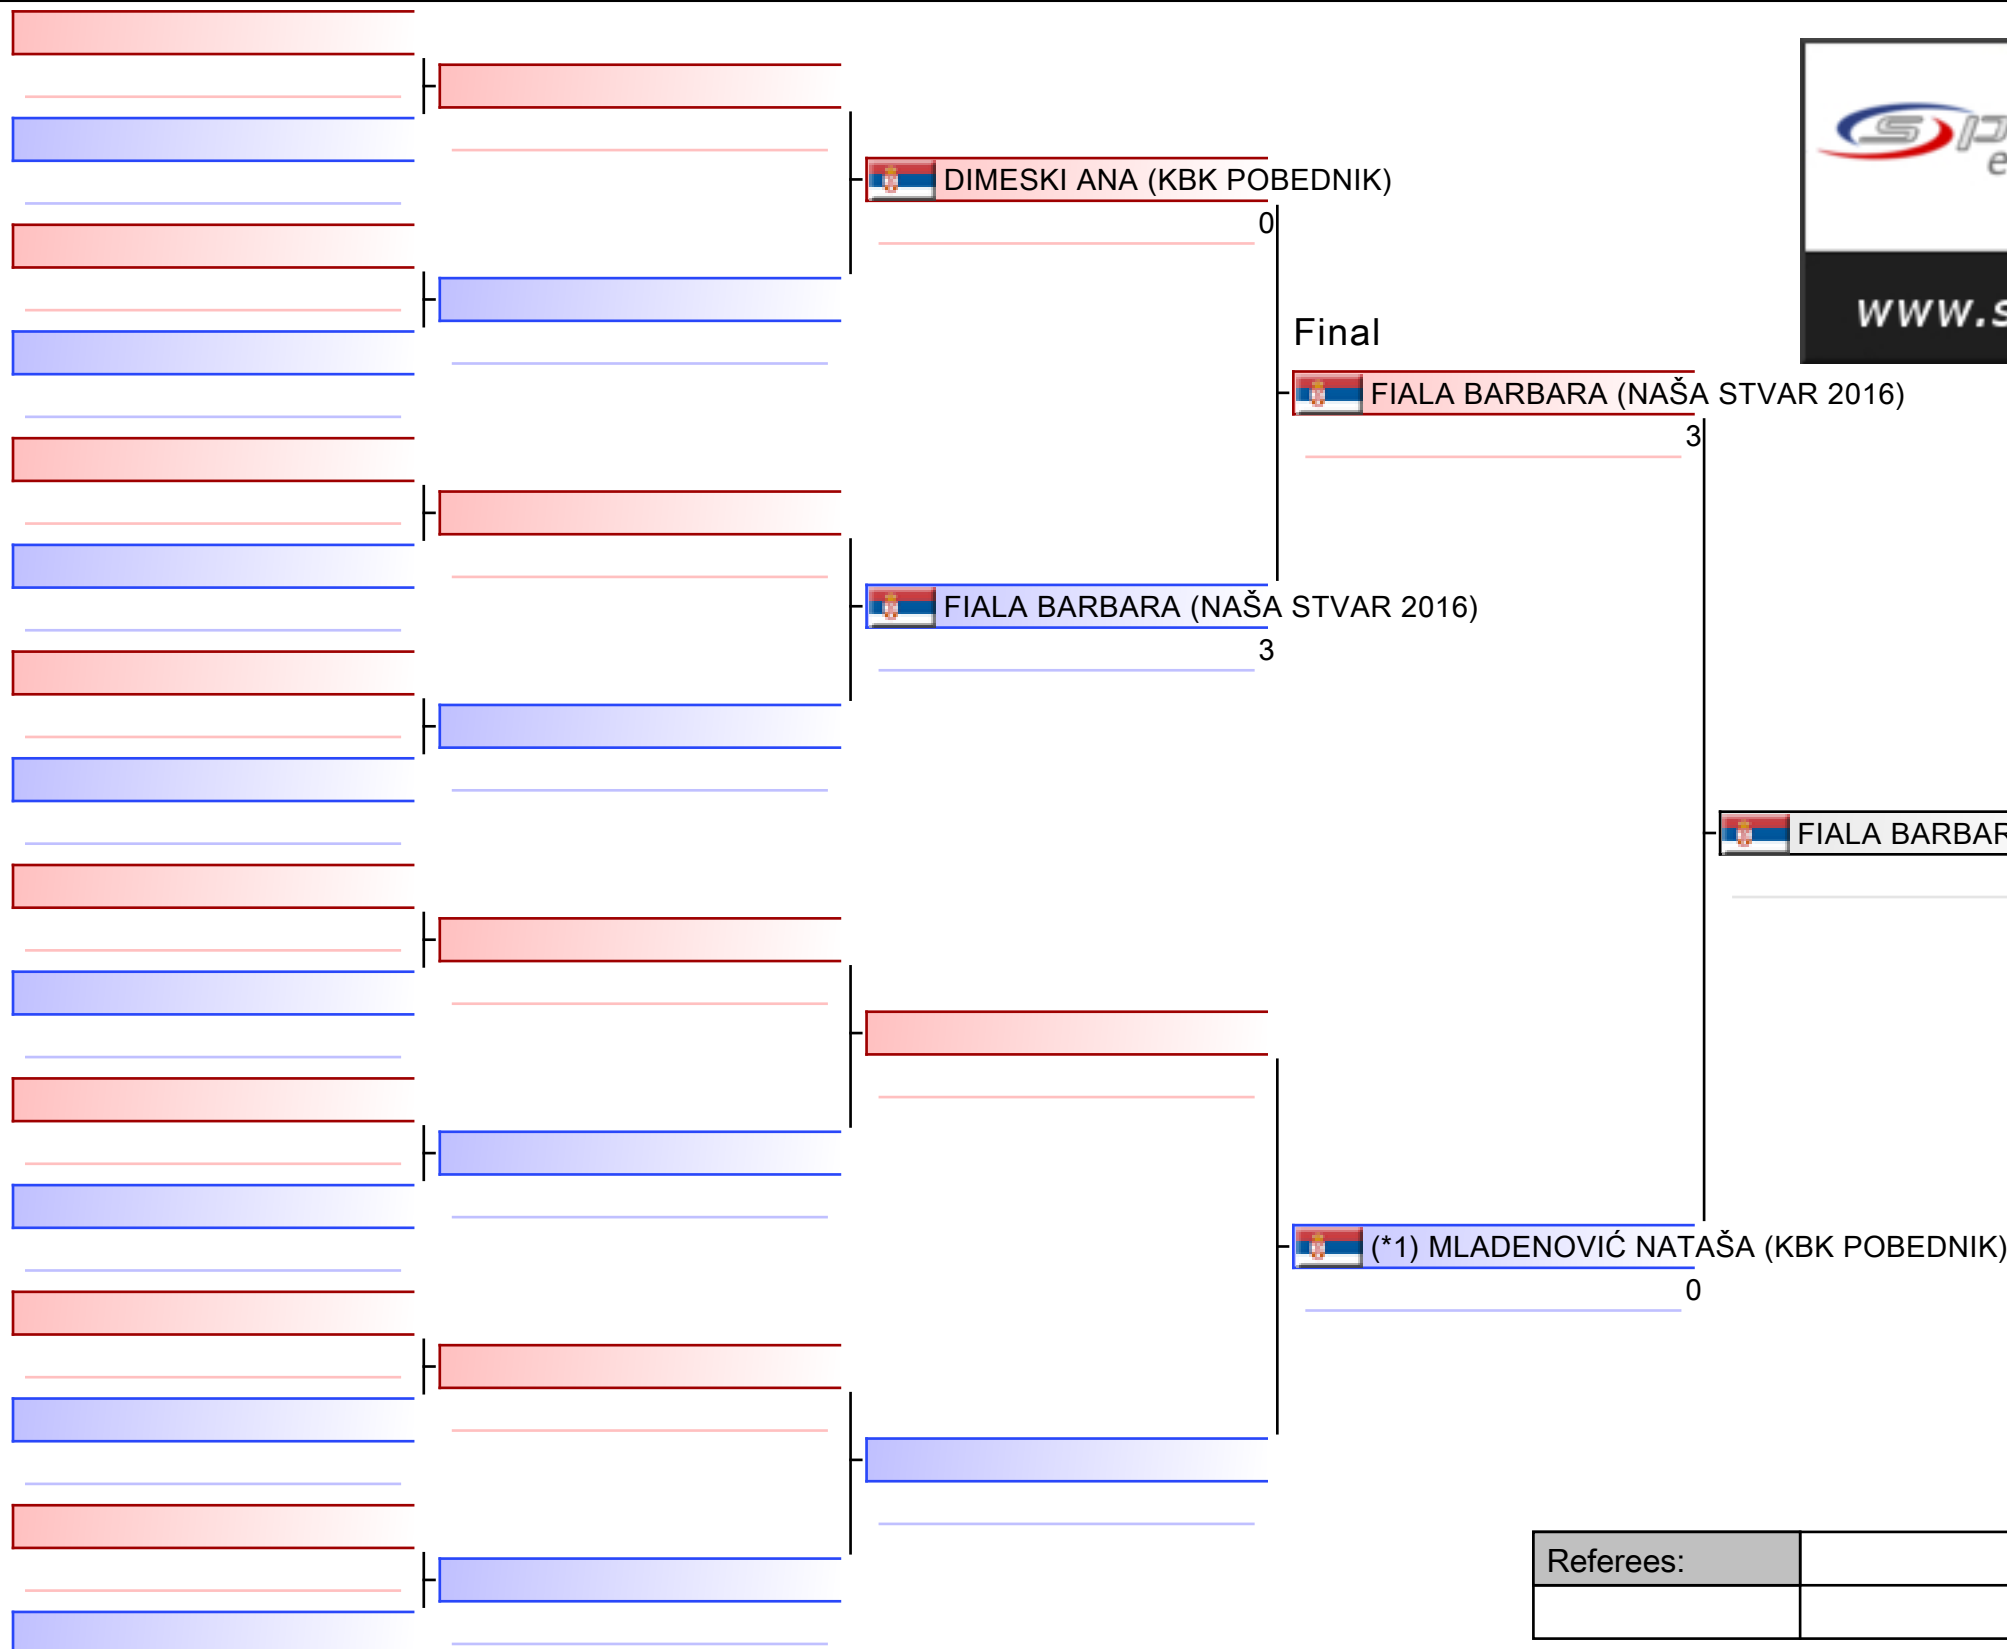 DIMESKI ANA (KBK POBEDNIK)
0
Final
FIALA BARBARA (NAŠA STVAR 2016)
3
FIALA BARBARA (NAŠA STVAR 2016)
3
(*1) MLADENOVIĆ NATAŠA (KBK POBEDNIK)
0
Referees: